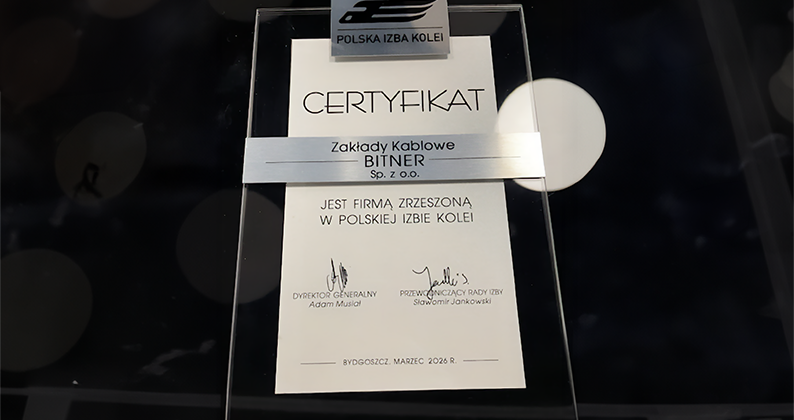 POLSKA IZBA KOLEI
CERTYFIKAT
Zakłady Kablowe
BITNER
Sp. z o.o.
JEST FIRMĄ ZRZESZONĄ
W POLSKIEJ IZBIE KOLEI
DYREKTOR GENERALNY
Adam Musiał
PRZEWODNICZĄCY RADY IZBY
Sławomir Jankowski
BYDGOSZCZ, MARZEC 2026 R.